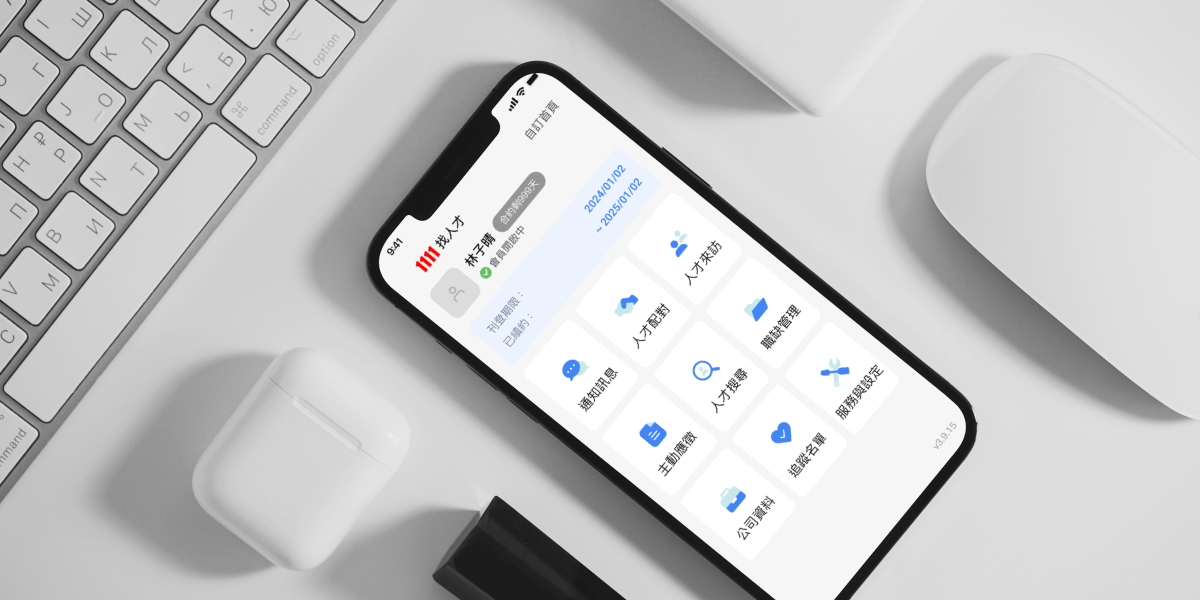 9:41
自訂首頁
1111 找人才
林子晴 合約剩999天
會員開啟中
刊登期限： 2024/01/02
已續約： ~ 2025/01/02
通知訊息
人才配對
人才來訪
主動應徵
人才搜尋
職缺管理
公司資料
追蹤名單
服務與設定
v3.9.15
option
command
command
Ш
Г
К
Л
<
,
Б
>
.
Ю
J
О
М
Ь
Н
₽
Р
N
Т
П
В
И
V
М
С